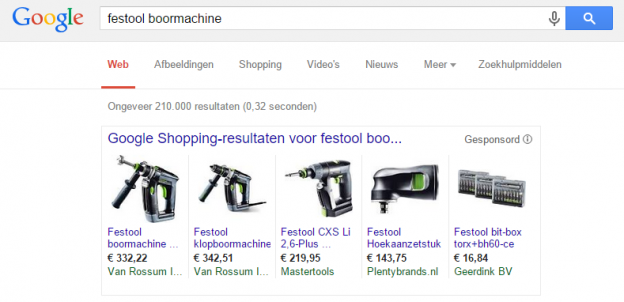 Google
festool boormachine
Web Afbeeldingen Shopping Video's Nieuws Meer Zoekhulpmiddelen
Ongeveer 210.000 resultaten (0,32 seconden)
Google Shopping-resultaten voor festool boo... Gesponsord
Festool boormachine ...
€ 332,22
Van Rossum I...
Festool klopboormachine
€ 342,51
Van Rossum I...
Festool CXS Li 2,6-Plus ...
€ 219,95
Mastertools
Festool Hoekaanzetstuk
€ 143,75
Plentybrands.nl
Festool bit-box torx+bh60-ce
€ 16,84
Geerdink BV